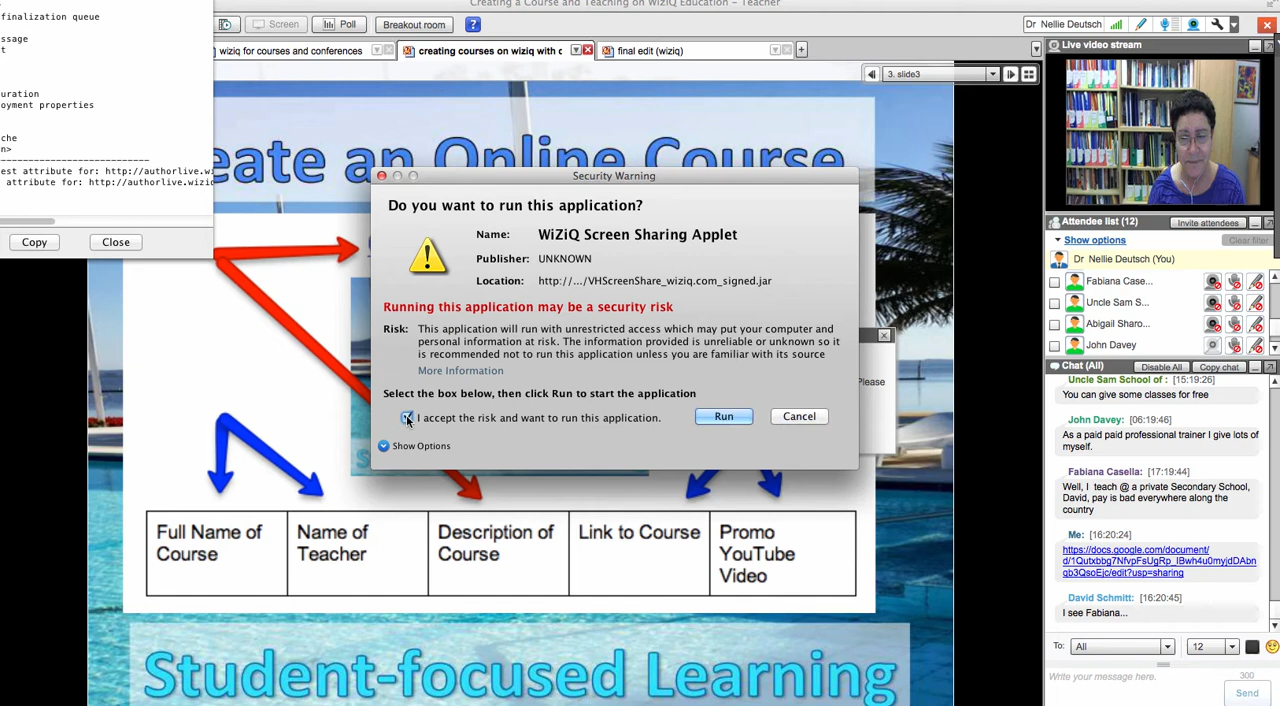 Creating a Course and Teaching on WizIQ Education - Teacher
finalization queue
ssage
t
uration
oyment properties
che
n>
----------------------------
est attribute for: http://authorlive.wi
attribute for: http://authorlive.wiziq
Copy
Close
Screen
Poll
Breakout room
?
Dr Nellie Deutsch
wiziq for courses and conferences
creating courses on wiziq with c
final edit (wiziq)
3. slide3
eate an Online Course
Security Warning
Do you want to run this application?
Name: WiZiQ Screen Sharing Applet
Publisher: UNKNOWN
Location: http://.../VHScreenShare_wiziq.com_signed.jar
Running this application may be a security risk
Risk: This application will run with unrestricted access which may put your computer and
personal information at risk. The information provided is unreliable or unknown so it
is recommended not to run this application unless you are familiar with its source
More Information
Select the box below, then click Run to start the application
I accept the risk and want to run this application.
Run
Cancel
Show Options
Please
Full Name of
Course
Name of
Teacher
Description of
Course
Link to Course
Promo
YouTube
Video
Student-focused Learning
Live video stream
Attendee list (12)
Invite attendees
Show options
Clear filter
Dr Nellie Deutsch (You)
Fabiana Case...
Uncle Sam S...
Abigail Sharo...
John Davey
Chat (All)
Disable All
Copy chat
Uncle Sam School of : [15:19:26]
You can give some classes for free
John Davey: [06:19:46]
As a paid paid professional trainer I give lots of
myself.
Fabiana Casella: [17:19:44]
Well, I teach @ a private Secondary School,
David, pay is bad everywhere along the
country
Me: [16:20:24]
https://docs.google.com/document/
d/1Qutxbbg7NfvpFsUgRp_IBwh4u0myjdDAbn
qb3QsoEjc/edit?usp=sharing
David Schmitt: [16:20:45]
I see Fabiana...
To: All
12
Write your message here.
300
Send